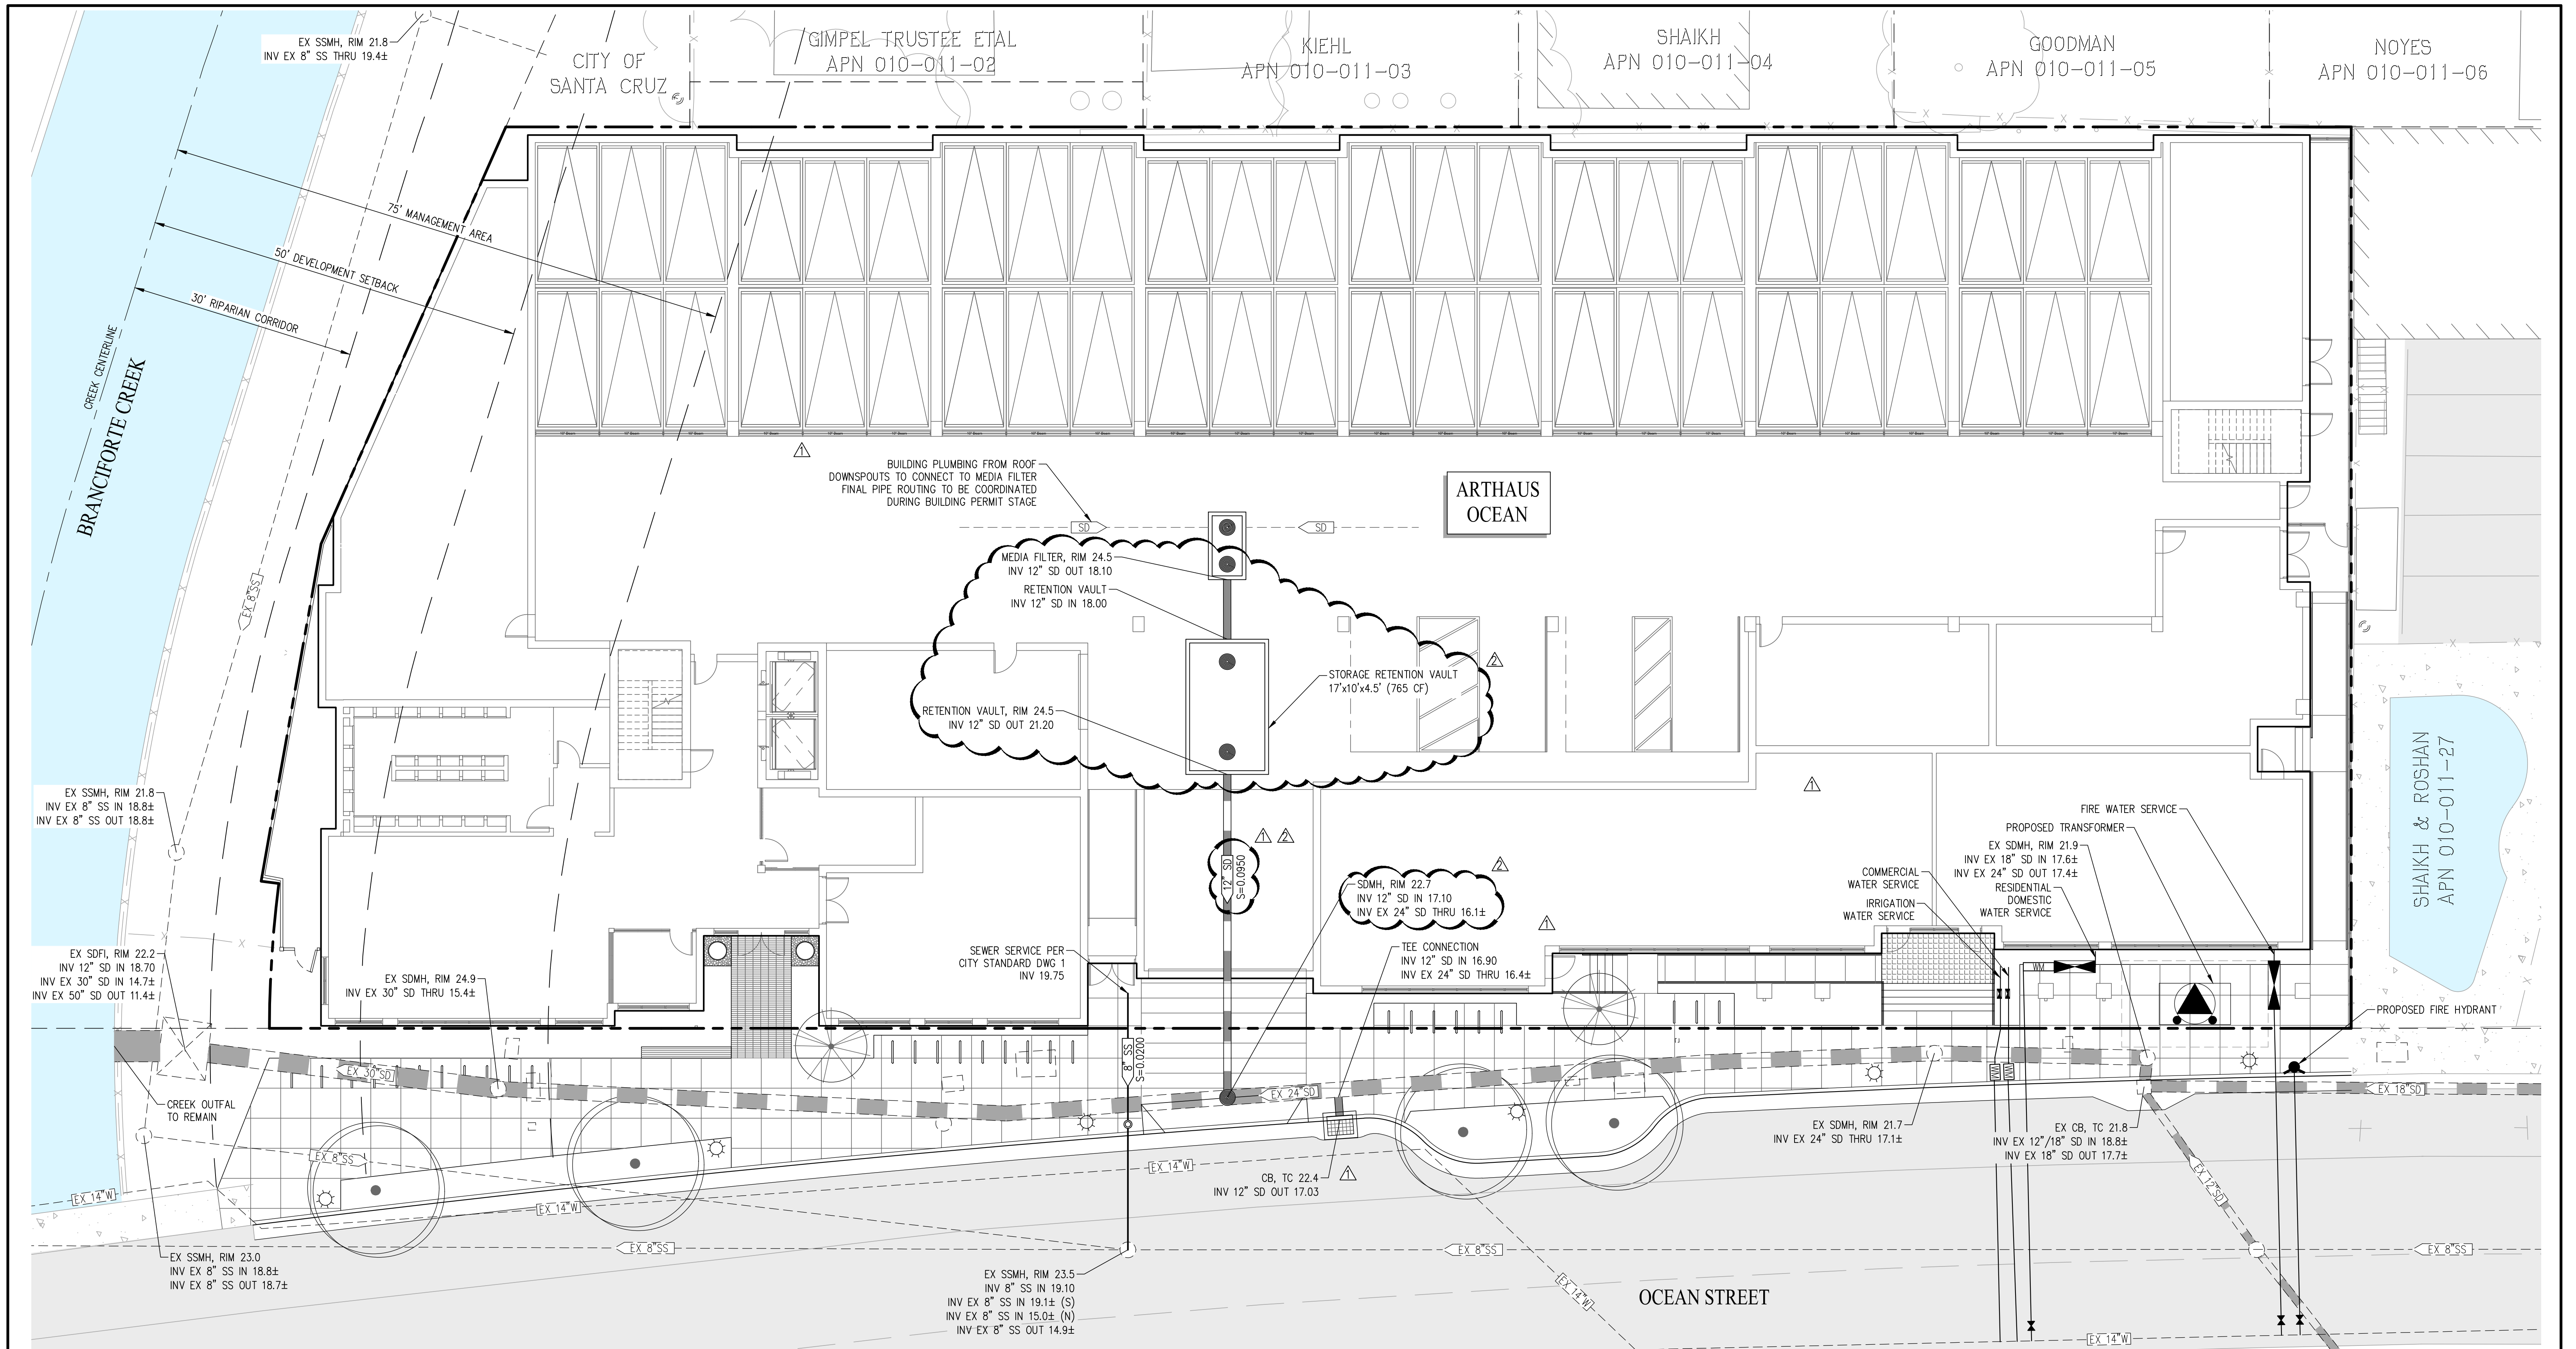 EX SSMH, RIM 21.8
INV EX 8" SS THRU 19.4±
CITY OF
SANTA CRUZ
GIMPEL TRUSTEE ETAL
APN 010-011-02
KIEHL
APN 010-011-03
SHAIKH
APN 010-011-04
GOODMAN
APN 010-011-05
NOYES
APN 010-011-06
75' MANAGEMENT AREA
50' DEVELOPMENT SETBACK
30' RIPARIAN CORRIDOR
CREEK CENTERLINE
BRANCIFORTE CREEK
EX 8"SS
1
BUILDING PLUMBING FROM ROOF
DOWNSPOUTS TO CONNECT TO MEDIA FILTER
FINAL PIPE ROUTING TO BE COORDINATED
DURING BUILDING PERMIT STAGE
SD
SD
ARTHAUS
OCEAN
MEDIA FILTER, RIM 24.5
INV 12" SD OUT 18.10
RETENTION VAULT
INV 12" SD IN 18.00
2
STORAGE RETENTION VAULT
17'x10'x4.5' (765 CF)
RETENTION VAULT, RIM 24.5
INV 12" SD OUT 21.20
1
SHAIKH & ROSHAN
APN 010-011-27
EX SSMH, RIM 21.8
INV EX 8" SS IN 18.8±
INV EX 8" SS OUT 18.8±
1 2
12" SD
S=0.0950
2
SDMH, RIM 22.7
INV 12" SD IN 17.10
INV EX 24" SD THRU 16.1±
1
FIRE WATER SERVICE
PROPOSED TRANSFORMER
EX SDMH, RIM 21.9
INV EX 18" SD IN 17.6±
INV EX 24" SD OUT 17.4±
COMMERCIAL
WATER SERVICE
RESIDENTIAL
DOMESTIC
WATER SERVICE
IRRIGATION
WATER SERVICE
WM
EX SDFI, RIM 22.2
INV 12" SD IN 18.70
INV EX 30" SD IN 14.7±
INV EX 50" SD OUT 11.4±
EX SDMH, RIM 24.9
INV EX 30" SD THRU 15.4±
SEWER SERVICE PER
CITY STANDARD DWG 1
INV 19.75
TEE CONNECTION
INV 12" SD IN 16.90
INV EX 24" SD THRU 16.4±
PROPOSED FIRE HYDRANT
8" SS
S=0.0200
EX 30"SD
EX 24"SD
EX 18"SD
CREEK OUTFAL
TO REMAIN
EX SDMH, RIM 21.7
INV EX 24" SD THRU 17.1±
EX CB, TC 21.8
INV EX 12"/18" SD IN 18.8±
INV EX 18" SD OUT 17.7±
EX 8"SS
EX 14"W
EX 14"W
EX 14"W
CB, TC 22.4
INV 12" SD OUT 17.03
1
EX 12"SD
EX 8"SS
EX 8"SS
EX 8"SS
EX SSMH, RIM 23.0
INV EX 8" SS IN 18.8±
INV EX 8" SS OUT 18.7±
EX SSMH, RIM 23.5
INV 8" SS IN 19.10
INV EX 8" SS IN 19.1± (S)
INV EX 8" SS IN 15.0± (N)
INV EX 8" SS OUT 14.9±
EX 14"W
OCEAN STREET
EX 14"W